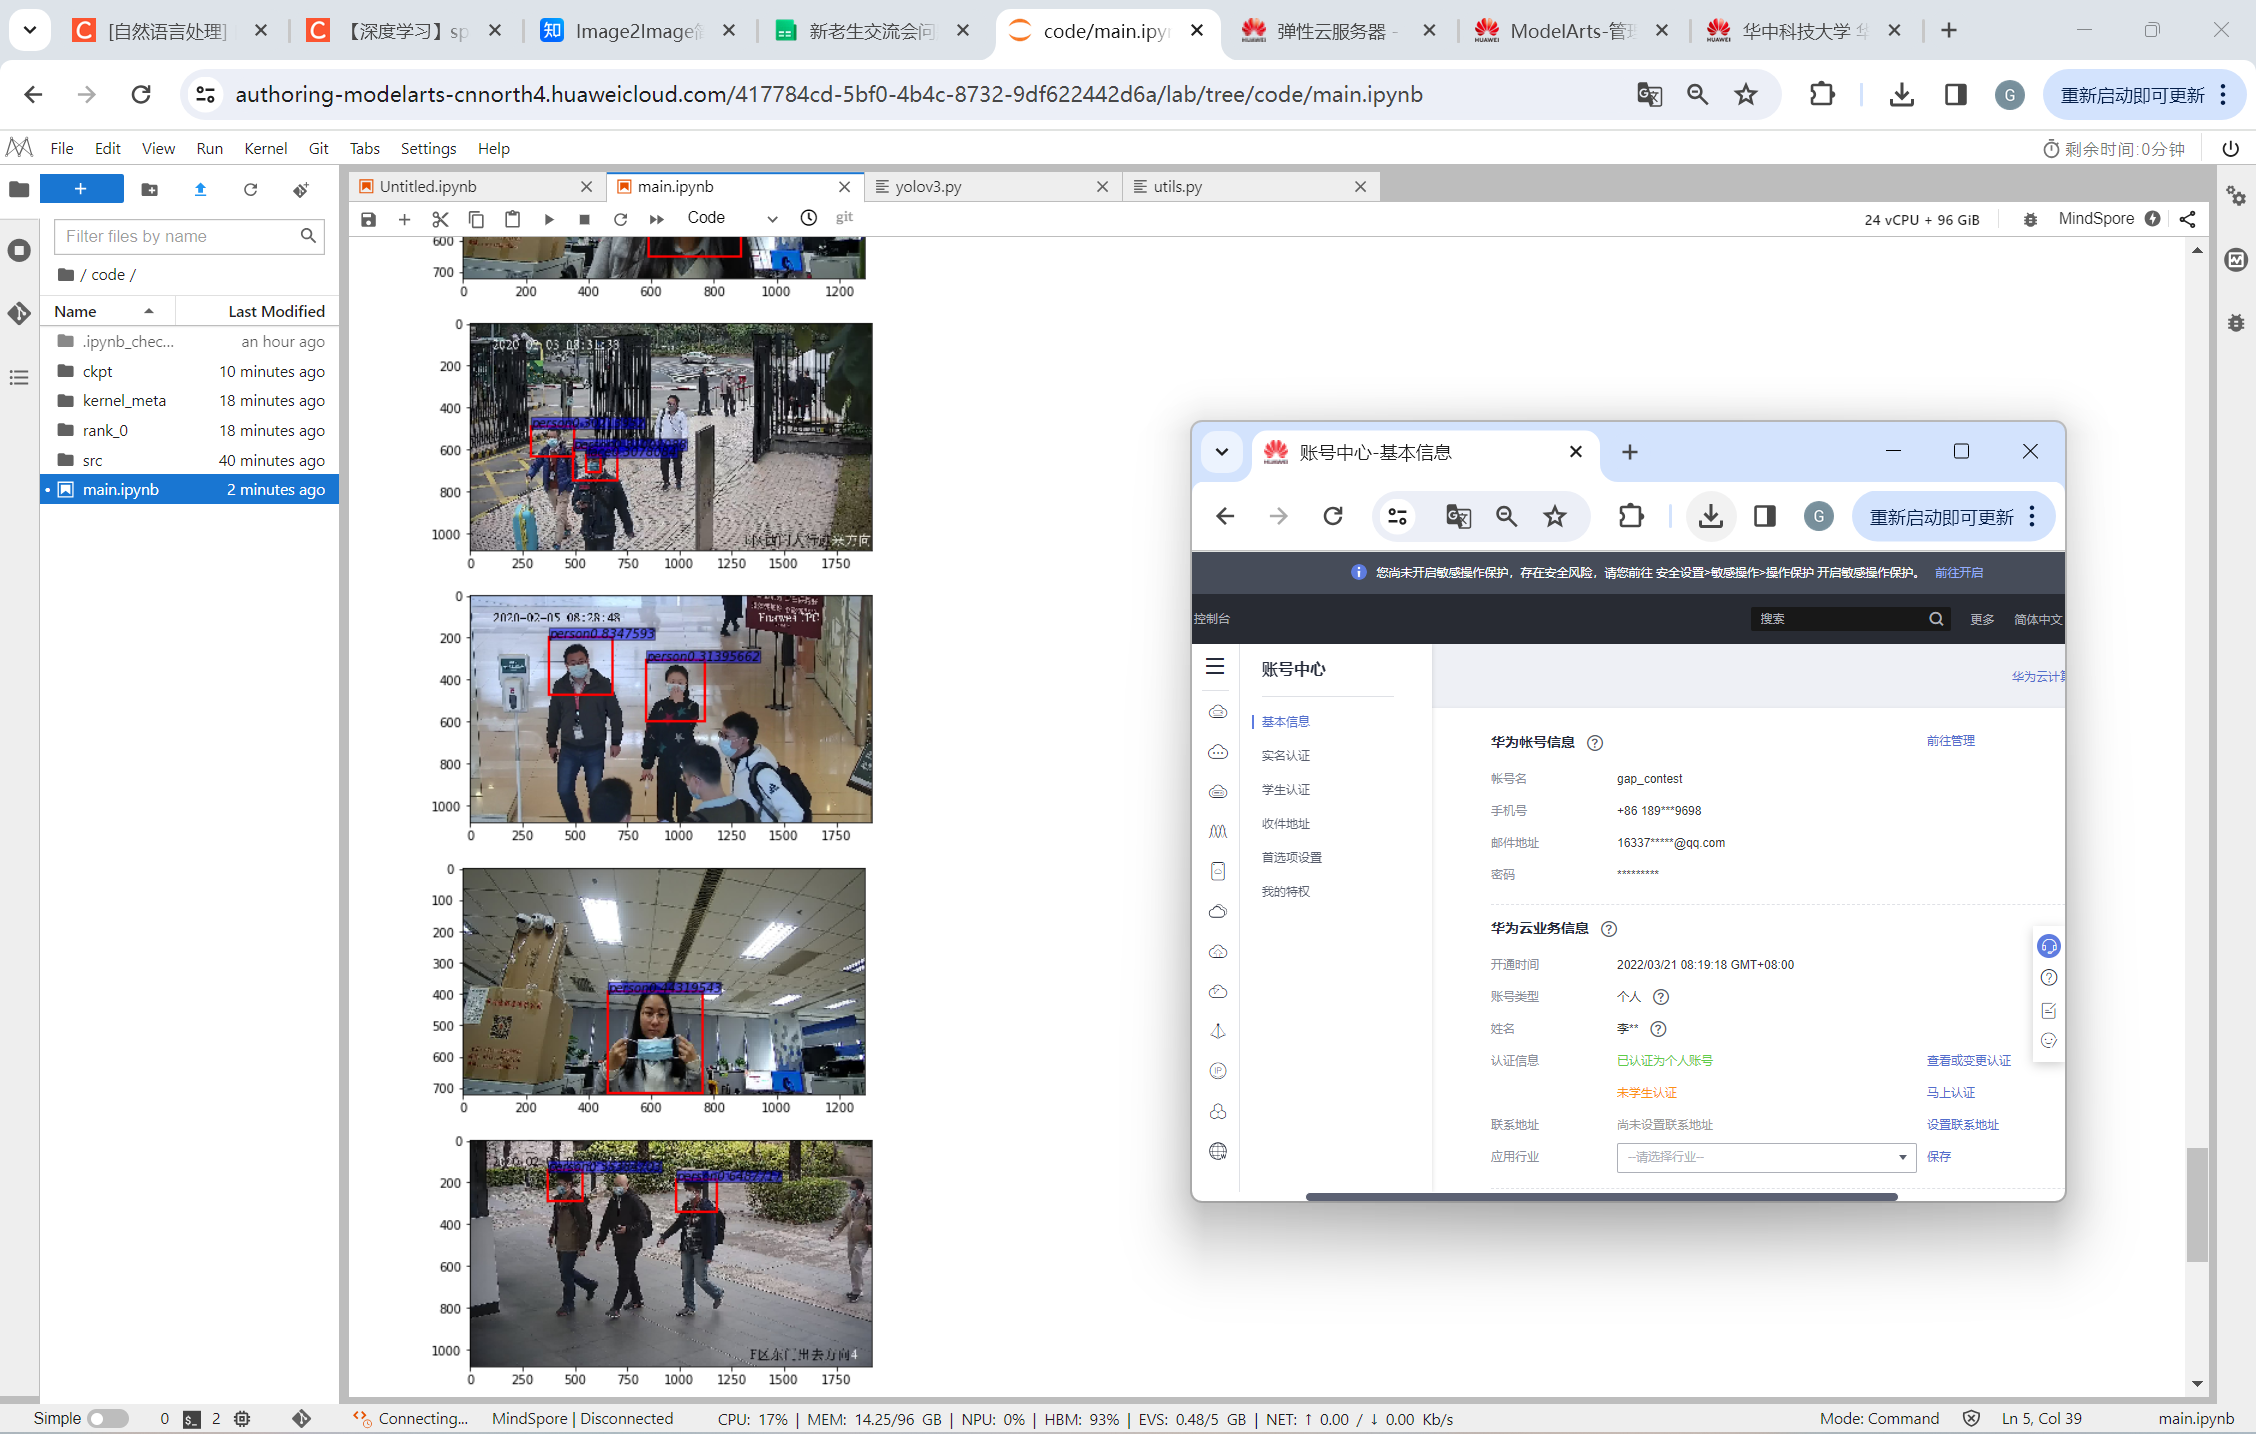 [自然语言处理]
【深度学习】sp
Image2Image
新老生交流会问
code/main.ipyn
弹性云服务器 -
ModelArts-管
华中科技大学
authoring-modelarts-cnnorth4.huaweicloud.com/417784cd-5bf0-4b4c-8732-9df622442d6a/lab/tree/code/main.ipynb
G
重新启动即可更新
File Edit View Run Kernel Git Tabs Settings Help
剩余时间:0分钟
Untitled.ipynb
main.ipynb
yolov3.py
utils.py
Filter files by name
/ code /
Code
git
24 vCPU + 96 GiB
MindSpore
Name
Last Modified
.ipynb_chec... an hour ago
ckpt 10 minutes ago
kernel_meta 18 minutes ago
rank_0 18 minutes ago
src 40 minutes ago
main.ipynb 2 minutes ago
600
700
0 200 400 600 800 1000 1200
0
200
400
600
800
1000
2020-02-03 08:31:33
0 250 500 750 1000 1250 1500 1750
0
200
400
600
800
1000
2020-02-05 08:28:48
person0.8347593
person0.31395662
0 250 500 750 1000 1250 1500 1750
0
100
200
300
400
500
600
700
person0.44319543
0 200 400 600 800 1000 1200
0
200
400
600
800
1000
F区东门出去方向4
0 250 500 750 1000 1250 1500 1750
账号中心-基本信息
G
重新启动即可更新
您尚未开启敏感操作保护，存在安全风险，请您前往 安全设置>敏感操作>操作保护 开启敏感操作保护。 前往开启
控制台
搜索
更多
简体中文
账号中心
华为云计算
基本信息
实名认证
学生认证
收件地址
首选项设置
我的特权
华为帐号信息
前往管理
帐号名 gap_contest
手机号 +86 189***9698
邮件地址 16337*****@qq.com
密码 *********
华为云业务信息
开通时间 2022/03/21 08:19:18 GMT+08:00
账号类型 个人
姓名 李**
认证信息 已认证为个人账号 查看或变更认证
未学生认证 马上认证
联系地址 尚未设置联系地址 设置联系地址
应用行业 --请选择行业-- 保存
Simple
0
2
Connecting...
MindSpore | Disconnected
CPU: 17% | MEM: 14.25/96 GB | NPU: 0% | HBM: 93% | EVS: 0.48/5 GB | NET: ↑ 0.00 / ↓ 0.00 Kb/s
Mode: Command
Ln 5, Col 39
main.ipynb